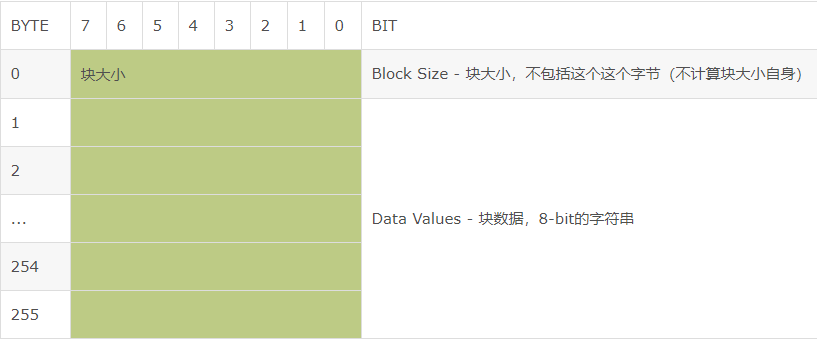 BYTE 7 6 5 4 3 2 1 0 BIT
0 块大小 Block Size - 块大小，不包括这个这个字节（不计算块大小自身）
1
2
Data Values - 块数据，8-bit的字符串
...
254
255